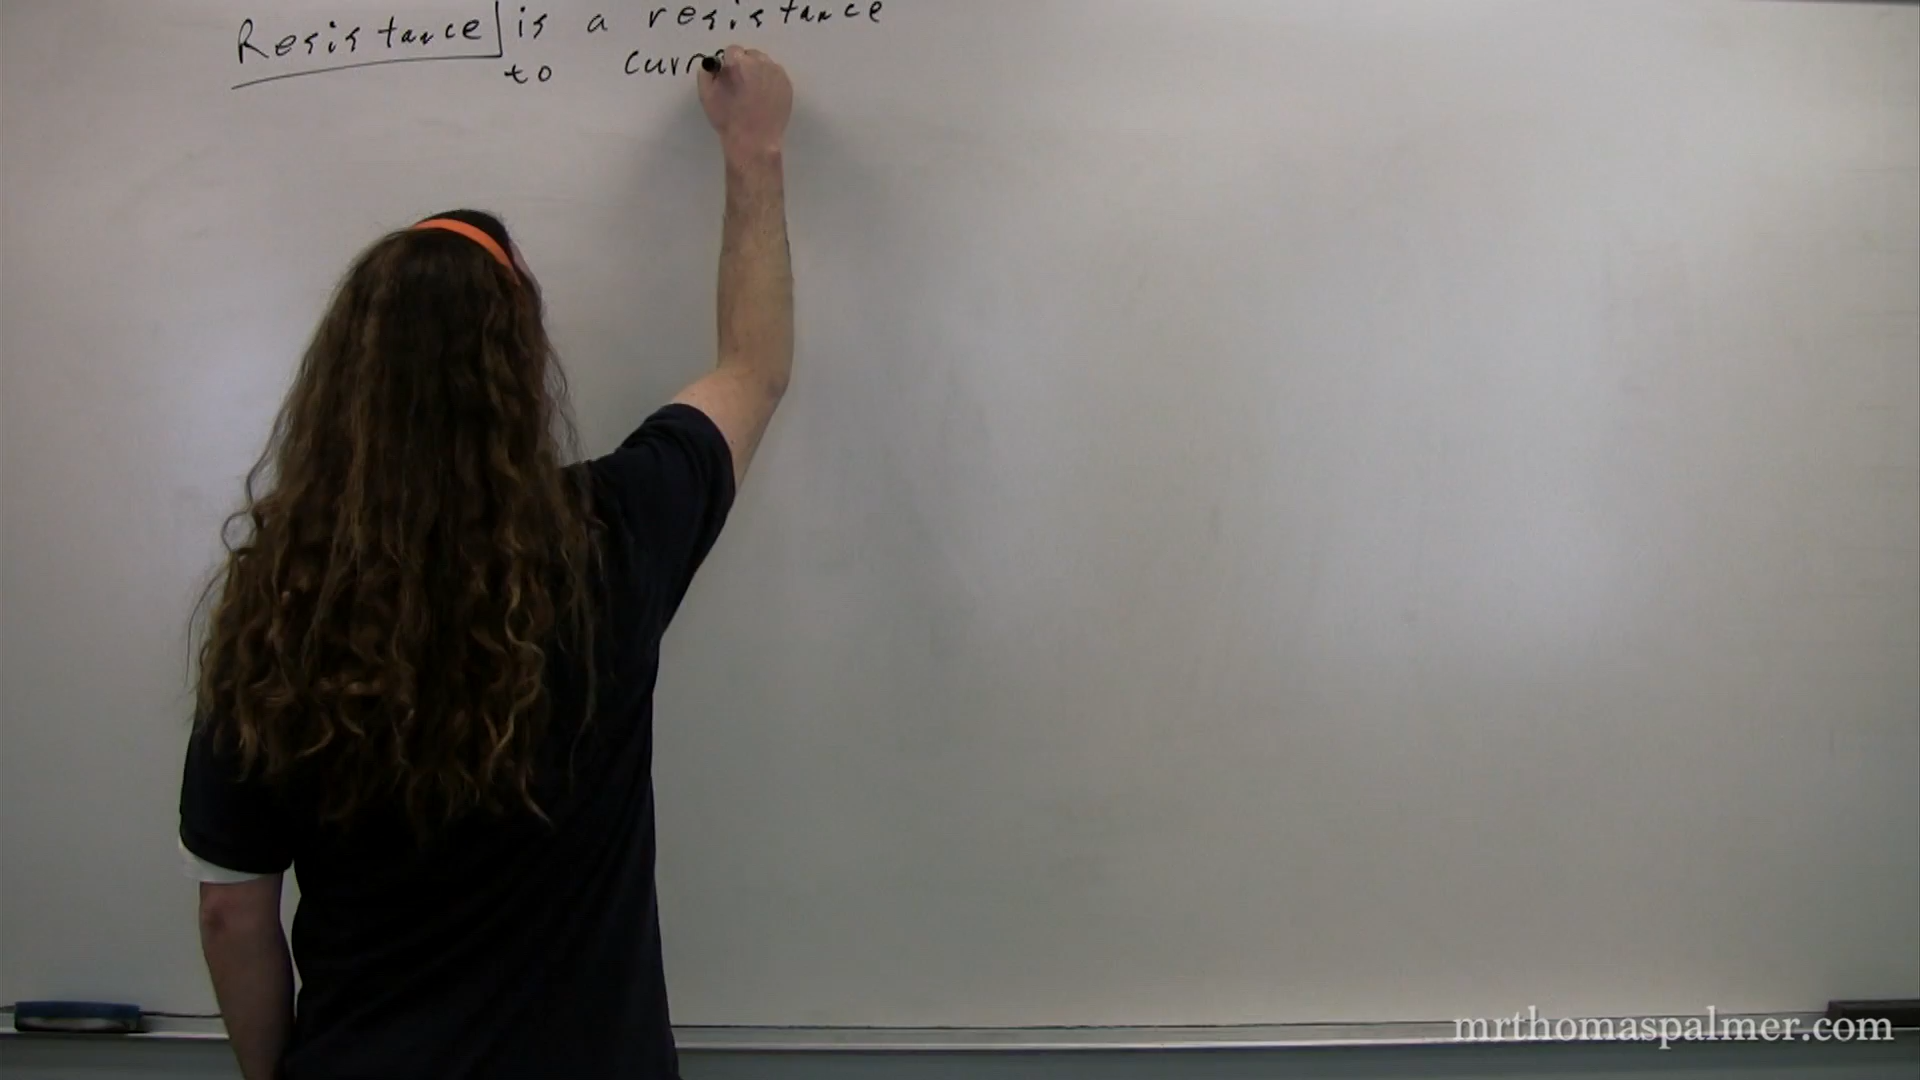 Resistance is a resistance
to curr
mrthomaspalmer.com